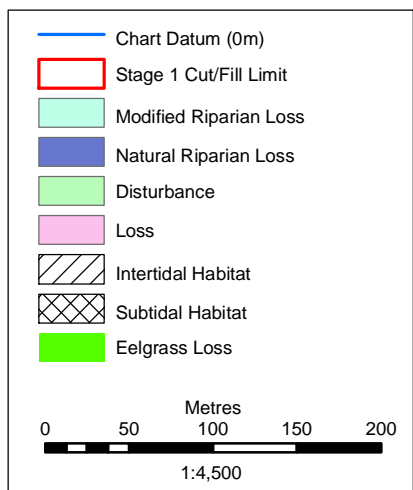 Chart Datum (0m)
Stage 1 Cut/Fill Limit
Modified Riparian Loss
Natural Riparian Loss
Disturbance
Loss
Intertidal Habitat
Subtidal Habitat
Eelgrass Loss
Metres
0 50 100 150 200
1:4,500